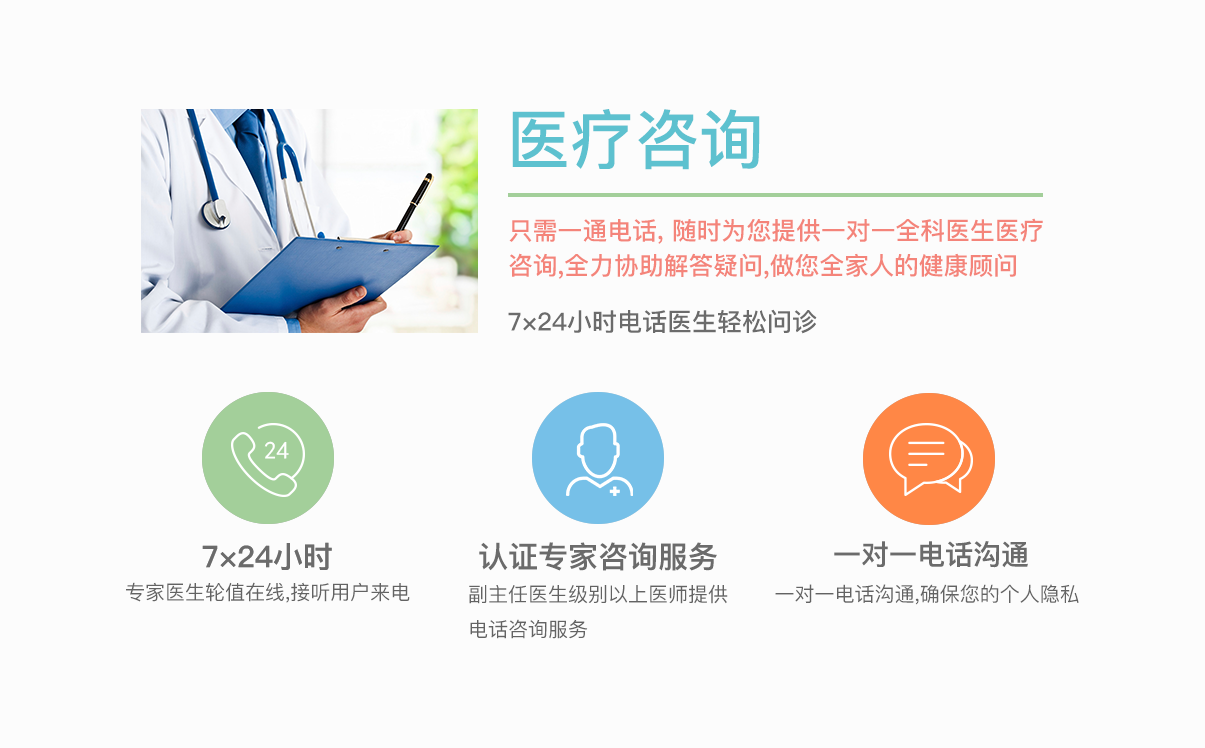 医疗咨询
只需一通电话, 随时为您提供一对一全科医生医疗
咨询,全力协助解答疑问,做您全家人的健康顾问
7×24小时电话医生轻松问诊
24
7×24小时
专家医生轮值在线,接听用户来电
认证专家咨询服务
副主任医生级别以上医师提供
电话咨询服务
一对一电话沟通
一对一电话沟通,确保您的个人隐私